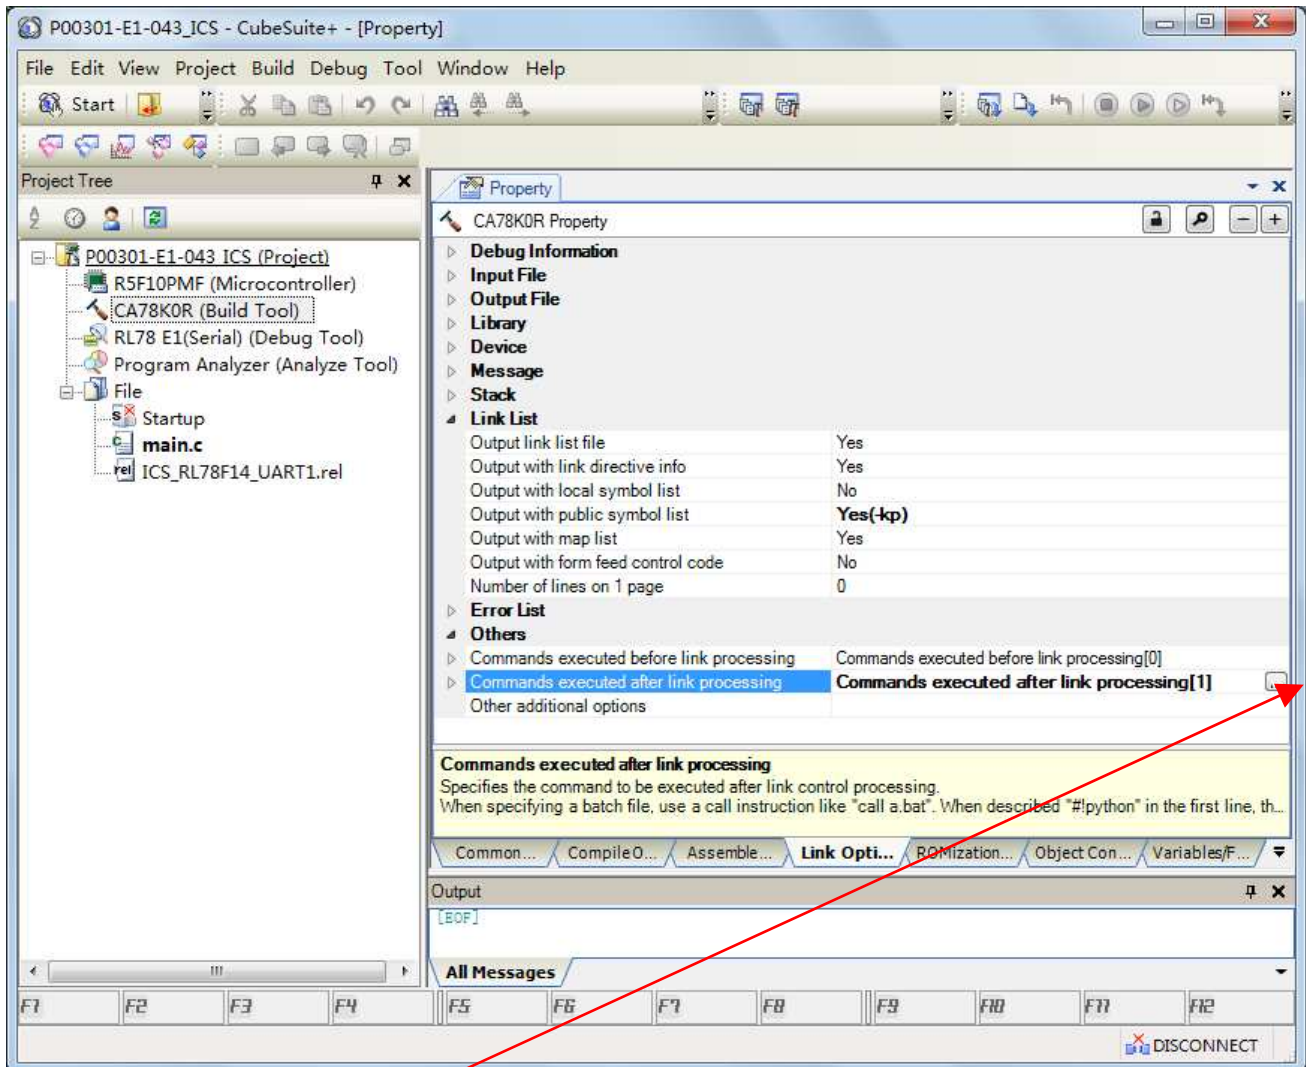 P00301-E1-043_ICS - CubeSuite+ - [Property]
File Edit View Project Build Debug Tool Window Help
Start
Project Tree
P00301-E1-043_ICS (Project)
R5F10PMF (Microcontroller)
CA78K0R (Build Tool)
RL78 E1(Serial) (Debug Tool)
Program Analyzer (Analyze Tool)
File
Startup
main.c
ICS_RL78F14_UART1.rel
Property
CA78K0R Property
Debug Information
Input File
Output File
Library
Device
Message
Stack
Link List
Output link list file Yes
Output with link directive info Yes
Output with local symbol list No
Output with public symbol list Yes(-kp)
Output with map list Yes
Output with form feed control code No
Number of lines on 1 page 0
Error List
Others
Commands executed before link processing Commands executed before link processing[0]
Commands executed after link processing Commands executed after link processing[1] ...
Other additional options
Commands executed after link processing
Specifies the command to be executed after link control processing.
When specifying a batch file, use a call instruction like "call a.bat". When described "#!python" in the first line, th...
Common... Compile O... Assemble... Link Opti... ROMization... Object Con... Variables/F...
Output
[EOF]
All Messages
F1 F2 F3 F4 F5 F6 F7 F8 F9 F10 F11 F12
DISCONNECT